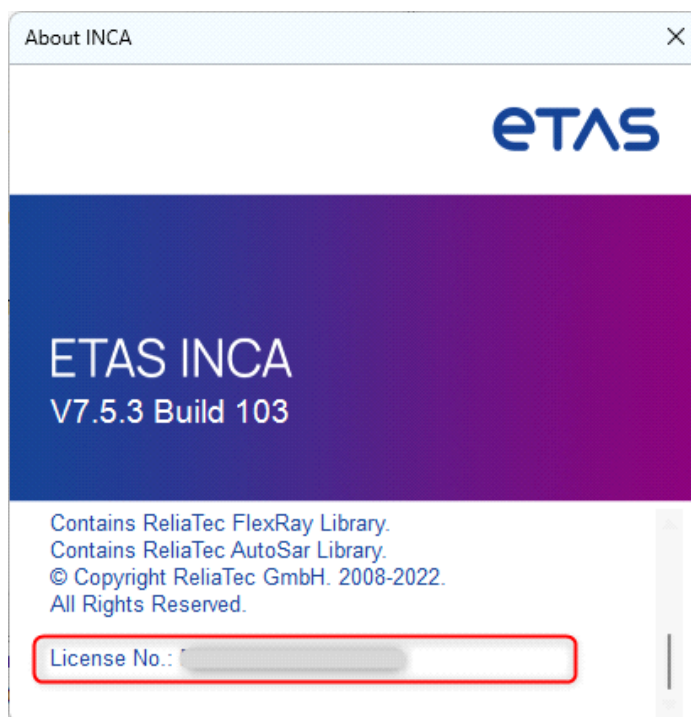 About INCA
eTAS
ETAS INCA
V7.5.3 Build 103
Contains ReliaTec FlexRay Library.
Contains ReliaTec AutoSar Library.
© Copyright ReliaTec GmbH. 2008-2022.
All Rights Reserved.
License No.: